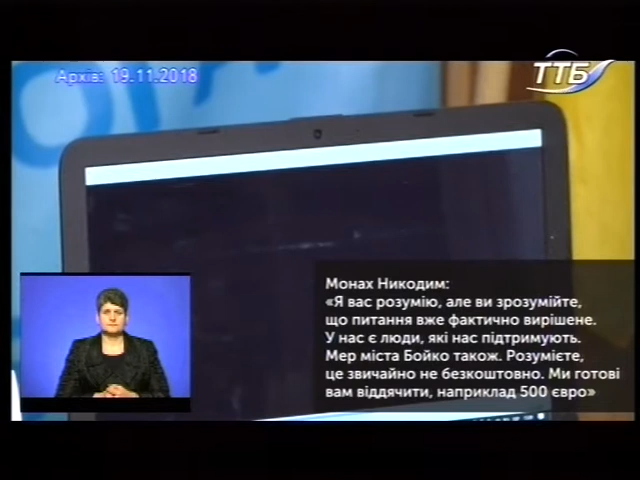 Архів: 19.11.2018
ТТБ
Монах Никодим:
«Я вас розумію, але ви зрозумійте,
що питання вже фактично вирішене.
У нас є люди, які нас підтримують.
Мер міста Бойко також. Розумієте,
це звичайно не безкоштовно. Ми готові
вам віддячити, наприклад 500 євро»